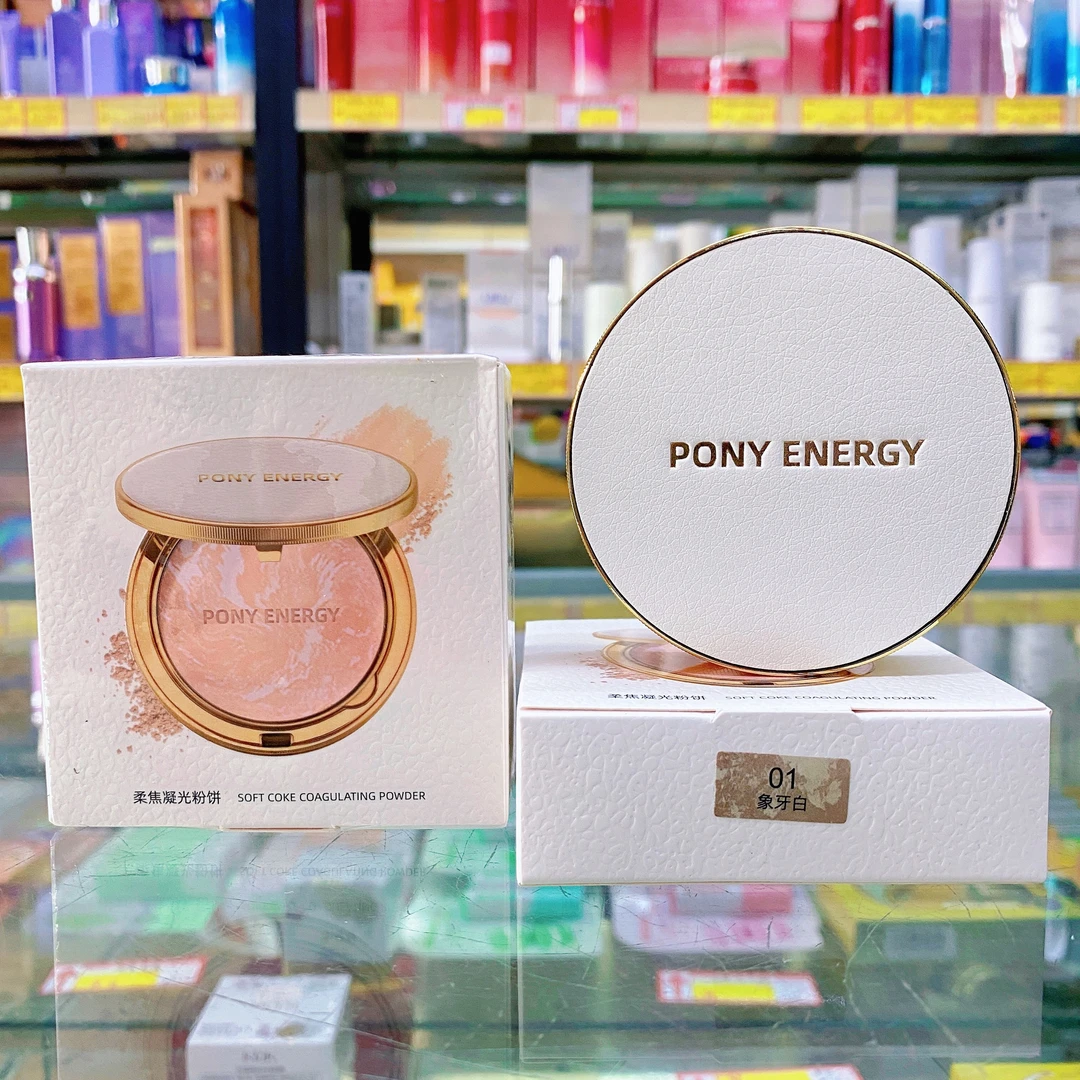 PONY ENERGY
PONY ENERGY
柔焦凝光粉饼 SOFT COKE COAGULATING POWDER
PONY ENERGY
柔焦凝光粉饼 SOFT COKE COAGULATING POWDER
01
象牙白